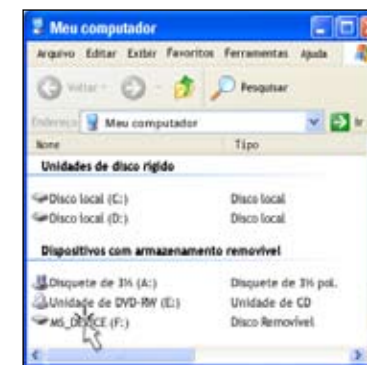 Meu computador
Arquivo Editar Exibir Favoritos Ferramentas Ajuda
Voltar Pesquisar
Endereço Meu computador Ir
Nome Tipo
Unidades de disco rígido
Disco local (C:) Disco local
Disco local (D:) Disco local
Dispositivos com armazenamento removível
Disquete de 3½ (A:) Disquete de 3½ pol.
Unidade de DVD-RW (E:) Unidade de CD
MS_DEVICE (F:) Disco Removível